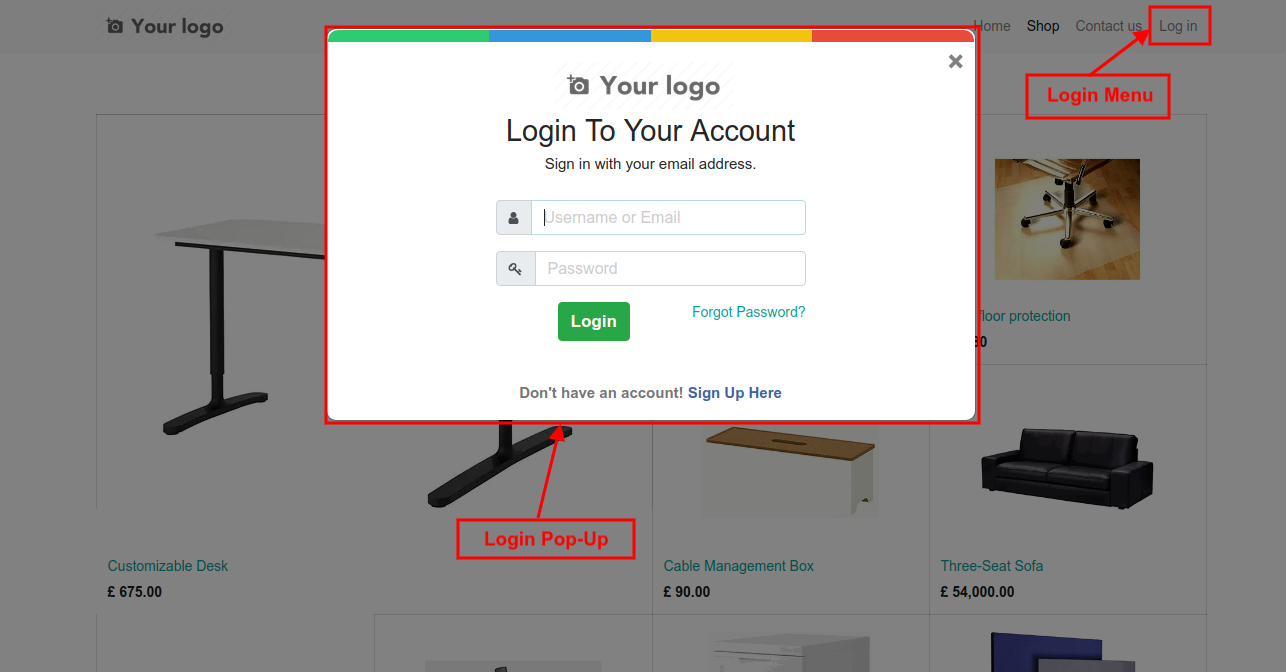 Your logo
Home Shop Contact us Log in
Login Menu
Your logo
Login To Your Account
Sign in with your email address.
Username or Email
Password
Login
Forgot Password?
Don't have an account! Sign Up Here
floor protection
Login Pop-Up
Customizable Desk
£ 675.00
Cable Management Box
£ 90.00
Three-Seat Sofa
£ 54,000.00